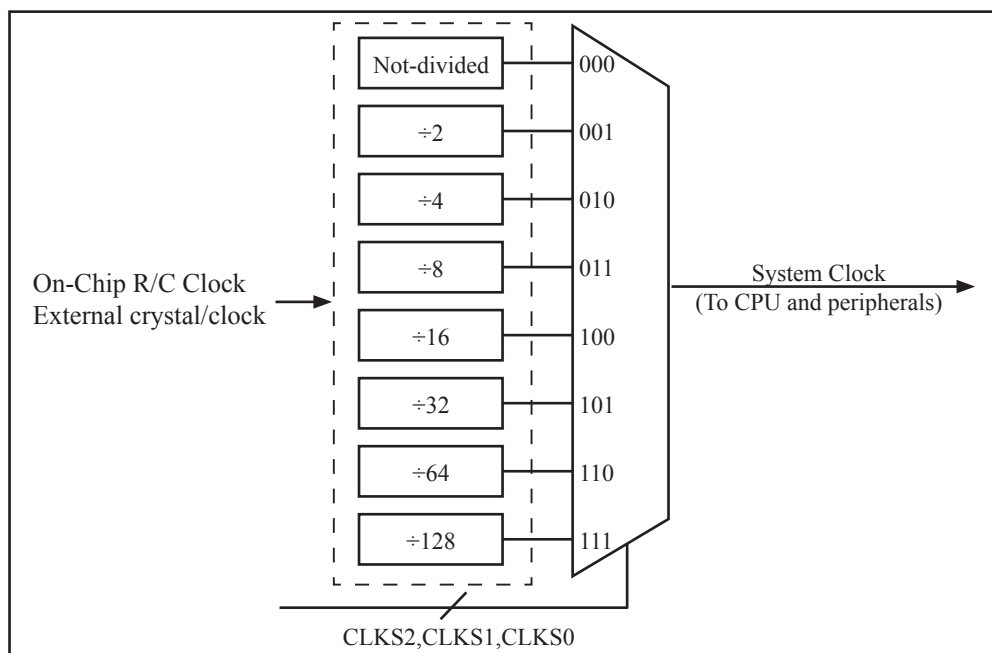 Not-divided
000
÷2
001
÷4
010
÷8
011
On-Chip R/C Clock
External crystal/clock
System Clock
(To CPU and peripherals)
÷16
100
÷32
101
÷64
110
÷128
111
CLKS2,CLKS1,CLKS0